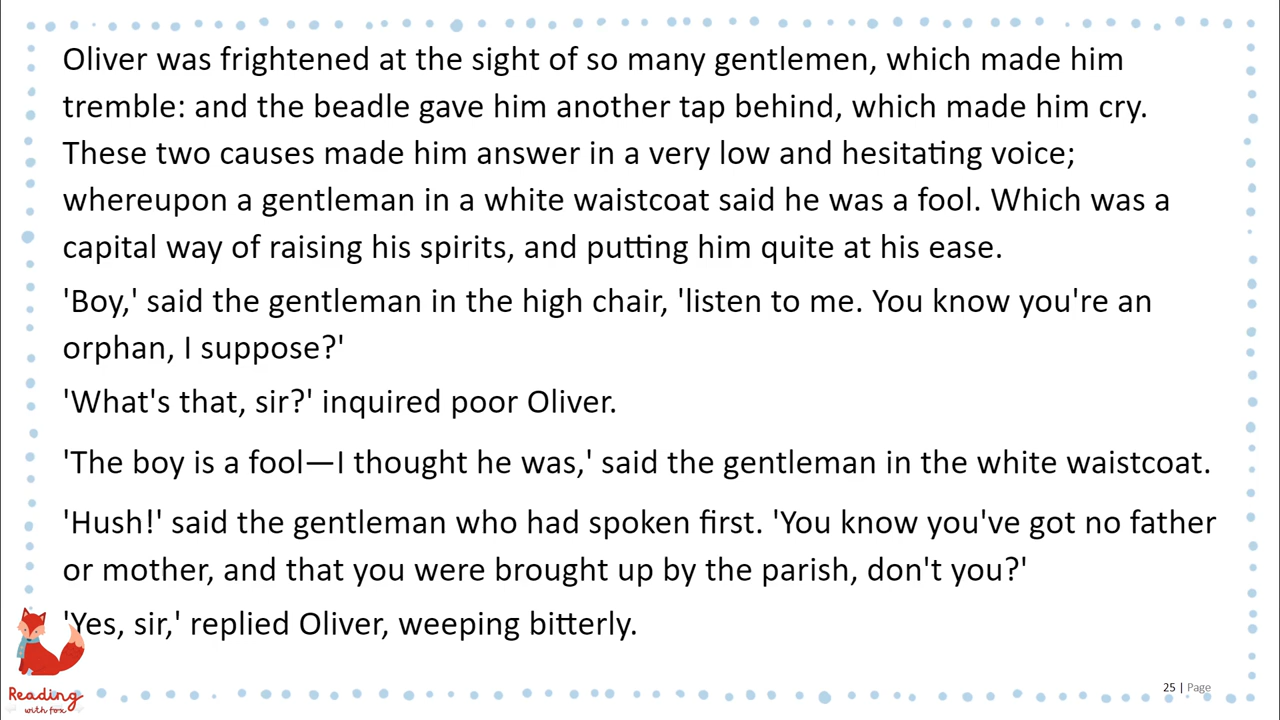 Oliver was frightened at the sight of so many gentlemen, which made him
tremble: and the beadle gave him another tap behind, which made him cry.
These two causes made him answer in a very low and hesitating voice;
whereupon a gentleman in a white waistcoat said he was a fool. Which was a
capital way of raising his spirits, and putting him quite at his ease.
'Boy,' said the gentleman in the high chair, 'listen to me. You know you're an
orphan, I suppose?'
'What's that, sir?' inquired poor Oliver.
'The boy is a fool—I thought he was,' said the gentleman in the white waistcoat.
'Hush!' said the gentleman who had spoken first. 'You know you've got no father
or mother, and that you were brought up by the parish, don't you?'
'Yes, sir,' replied Oliver, weeping bitterly.
25 | Page
Reading
with fox